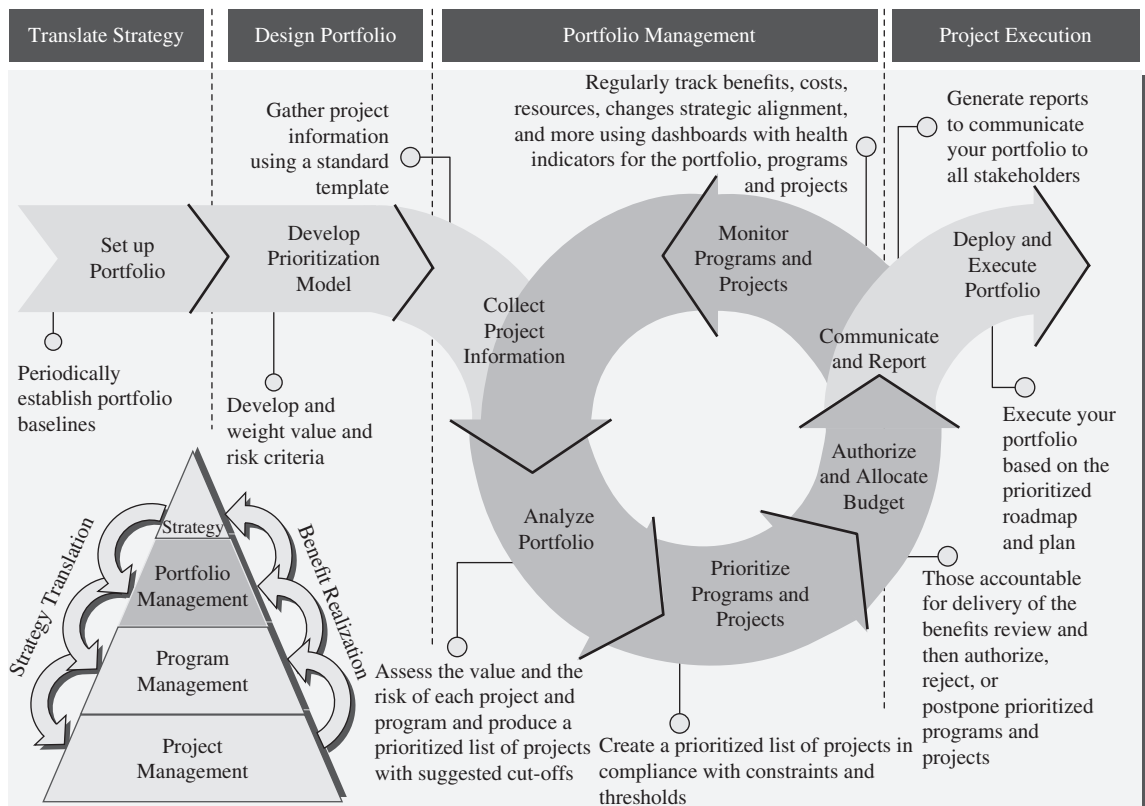 Translate Strategy
Design Portfolio
Portfolio Management
Project Execution
Gather project
information
using a standard
template
Regularly track benefits, costs,
resources, changes strategic alignment,
and more using dashboards with health
indicators for the portfolio, programs
and projects
Generate reports
to communicate
your portfolio to
all stakeholders
Set up
Portfolio
Develop
Prioritization
Model
Collect
Project
Information
Monitor
Programs and
Projects
Communicate
and Report
Deploy and
Execute
Portfolio
Periodically
establish portfolio
baselines
Develop and
weight value and
risk criteria
Analyze
Portfolio
Prioritize
Programs and
Projects
Authorize
and Allocate
Budget
Execute your
portfolio
based on the
prioritized
roadmap
and plan
Strategy Translation
Benefit Realization
Strategy
Portfolio
Management
Program
Management
Project
Management
Assess the value and the
risk of each project and
program and produce a
prioritized list of projects
with suggested cut-offs
Create a prioritized list of projects in
compliance with constraints and
thresholds
Those accountable
for delivery of the
benefits review and
then authorize,
reject, or
postpone prioritized
programs and
projects